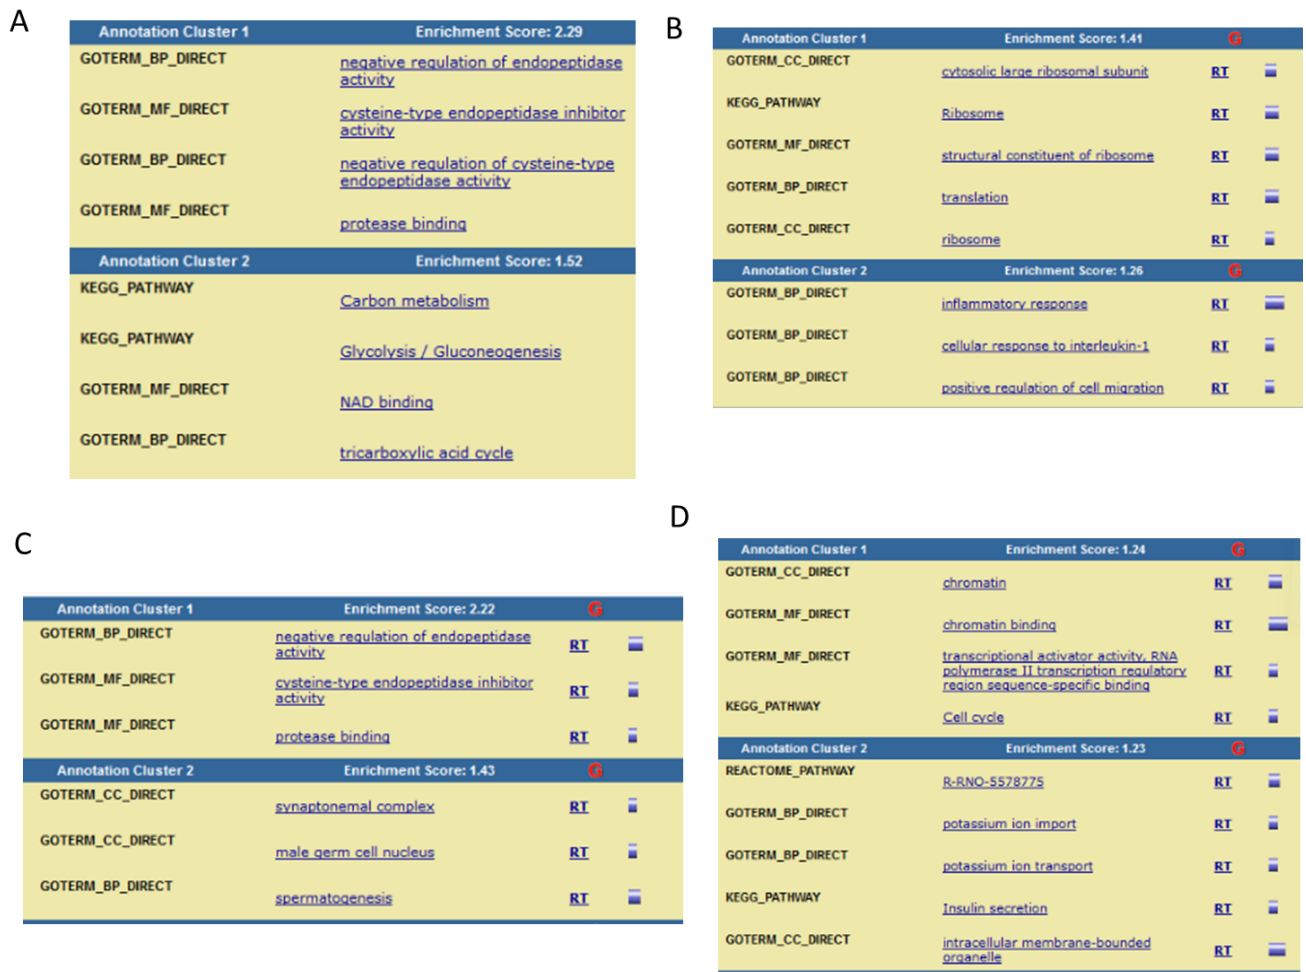 A
Annotation Cluster 1 Enrichment Score: 2.29
GOTERM_BP_DIRECT negative regulation of endopeptidase
activity
GOTERM_MF_DIRECT cysteine-type endopeptidase inhibitor
activity
GOTERM_BP_DIRECT negative regulation of cysteine-type
endopeptidase activity
GOTERM_MF_DIRECT protease binding
Annotation Cluster 2 Enrichment Score: 1.52
KEGG_PATHWAY Carbon metabolism
KEGG_PATHWAY Glycolysis / Gluconeogenesis
GOTERM_MF_DIRECT NAD binding
GOTERM_BP_DIRECT tricarboxylic acid cycle
B
Annotation Cluster 1 Enrichment Score: 1.41 G
GOTERM_CC_DIRECT cytosolic large ribosomal subunit RT
KEGG_PATHWAY Ribosome RT
GOTERM_MF_DIRECT structural constituent of ribosome RT
GOTERM_BP_DIRECT translation RT
GOTERM_CC_DIRECT ribosome RT
Annotation Cluster 2 Enrichment Score: 1.26 G
GOTERM_BP_DIRECT inflammatory response RT
GOTERM_BP_DIRECT cellular response to interleukin-1 RT
GOTERM_BP_DIRECT positive regulation of cell migration RT
C
Annotation Cluster 1 Enrichment Score: 2.22 G
GOTERM_BP_DIRECT negative regulation of endopeptidase
activity RT
GOTERM_MF_DIRECT cysteine-type endopeptidase inhibitor
activity RT
GOTERM_MF_DIRECT protease binding RT
Annotation Cluster 2 Enrichment Score: 1.43 G
GOTERM_CC_DIRECT synaptonemal complex RT
GOTERM_CC_DIRECT male germ cell nucleus RT
GOTERM_BP_DIRECT spermatogenesis RT
D
Annotation Cluster 1 Enrichment Score: 1.24 G
GOTERM_CC_DIRECT chromatin RT
GOTERM_MF_DIRECT chromatin binding RT
GOTERM_MF_DIRECT transcriptional activator activity, RNA
polymerase II transcription regulatory RT
region sequence-specific binding
KEGG_PATHWAY Cell cycle RT
Annotation Cluster 2 Enrichment Score: 1.23 G
REACTOME_PATHWAY R-RNO-5578775 RT
GOTERM_BP_DIRECT potassium ion import RT
GOTERM_BP_DIRECT potassium ion transport RT
KEGG_PATHWAY Insulin secretion RT
GOTERM_CC_DIRECT intracellular membrane-bounded
organelle RT